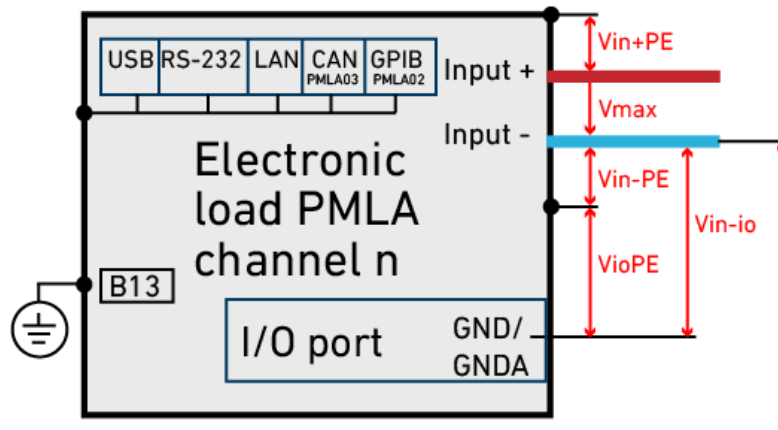 USB RS-232 LAN CAN GPIB
PMLA03 PMLA02
Input +
Input -
Vin+PE
Vmax
Vin-PE
Vin-io
VioPE
Electronic
load PMLA
channel n
B13
I/O port
GND/
GNDA